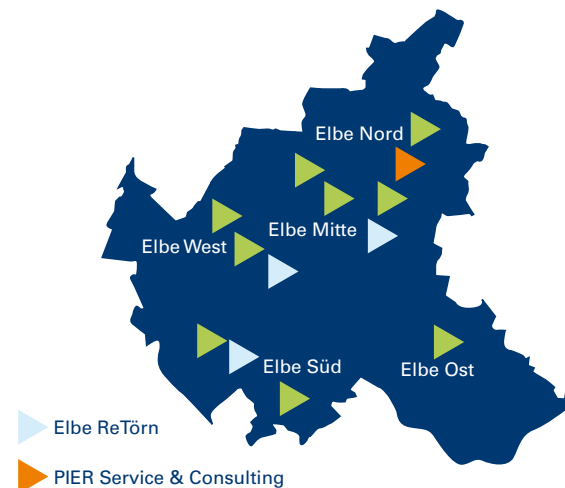 Elbe Nord
Elbe Mitte
Elbe West
Elbe Süd
Elbe Ost
Elbe ReTörn
PIER Service & Consulting